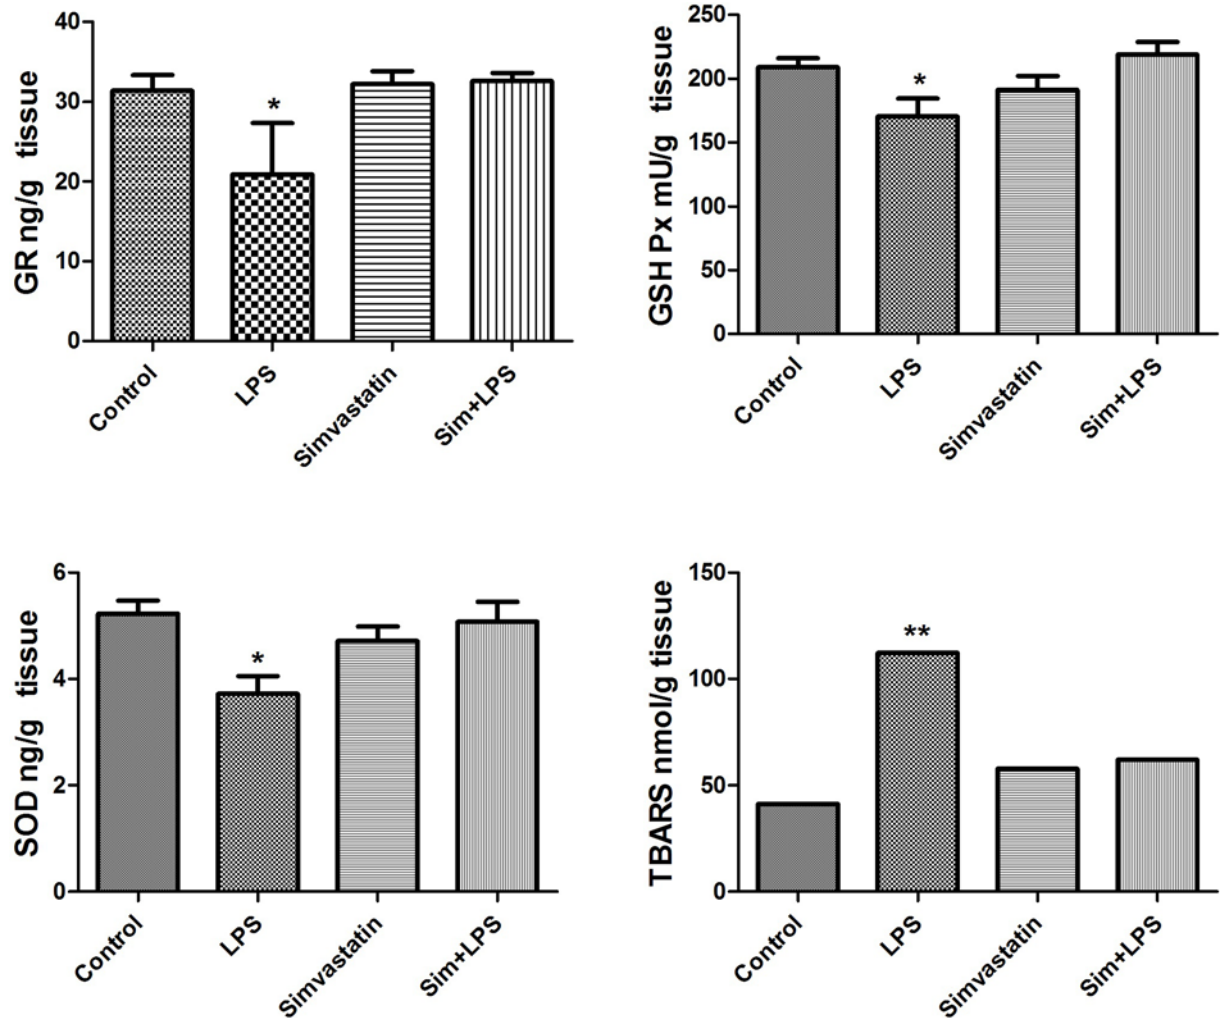 GR ng/g tissue
40
30
20
10
0
*
Control
LPS
Simvastatin
Sim+LPS
GSH Px mU/g tissue
250
200
150
100
50
0
*
Control
LPS
Simvastatin
Sim+LPS
SOD ng/g tissue
6
4
2
0
*
Control
LPS
Simvastatin
Sim+LPS
TBARS nmol/g tissue
150
100
50
0
**
Control
LPS
Simvastatin
Sim+LPS